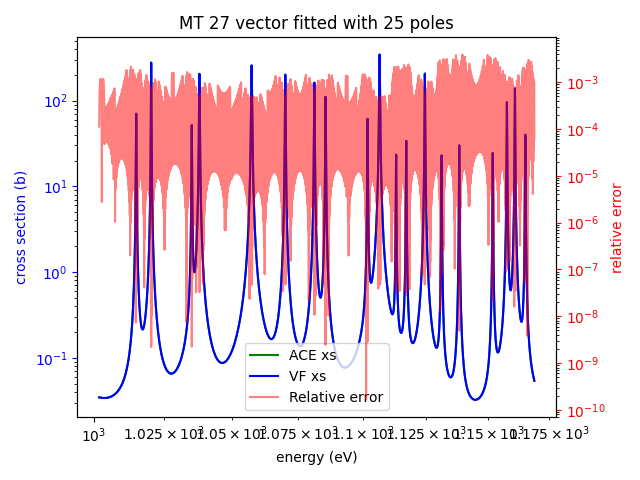 MT 27 vector fitted with 25 poles
10²
10¹
10⁰
10⁻¹
cross section (b)
10⁻³
10⁻⁴
10⁻⁵
10⁻⁶
10⁻⁷
10⁻⁸
10⁻⁹
10⁻¹⁰
relative error
ACE xs
VF xs
Relative error
10³ 1.025 × 10³ 1.05 × 10³ 1.075 × 10³ 1.1 × 10³ 1.125 × 10³ 1.15 × 10³ 1.175 × 10³
energy (eV)